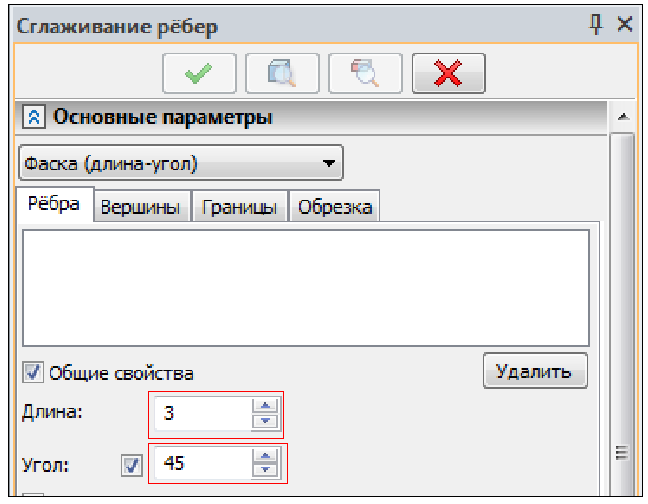 Сглаживание рёбер
Основные параметры
Фаска (длина-угол)
Рёбра Вершины Границы Обрезка
Общие свойства Удалить
Длина: 3
Угол: 45